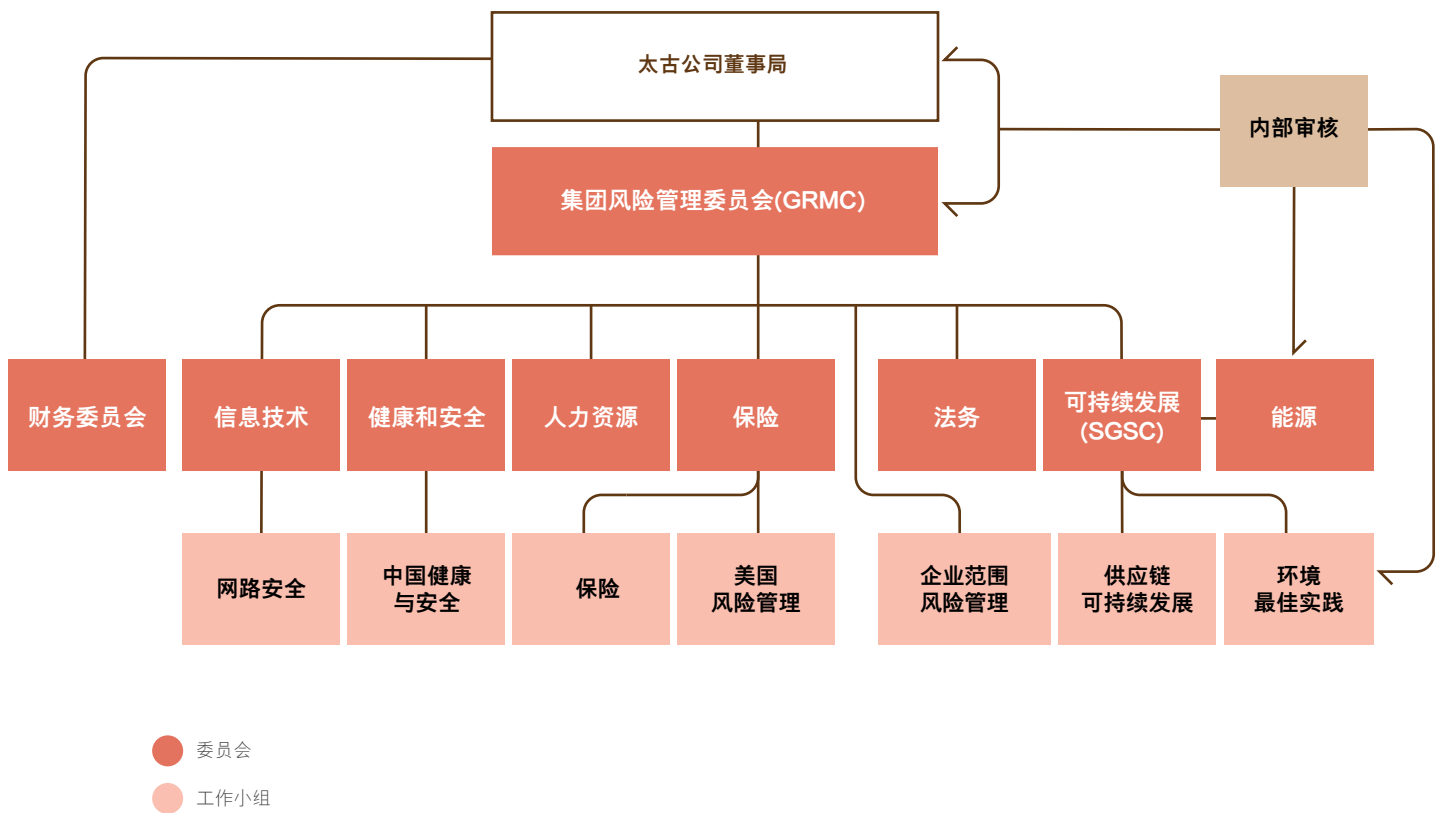 太古公司董事局
内部审核
集团风险管理委员会(GRMC)
财务委员会
信息技术
健康和安全
人力资源
保险
法务
可持续发展
(SGSC)
能源
网路安全
中国健康
与安全
保险
美国
风险管理
企业范围
风险管理
供应链
可持续发展
环境
最佳实践
委员会
工作小组